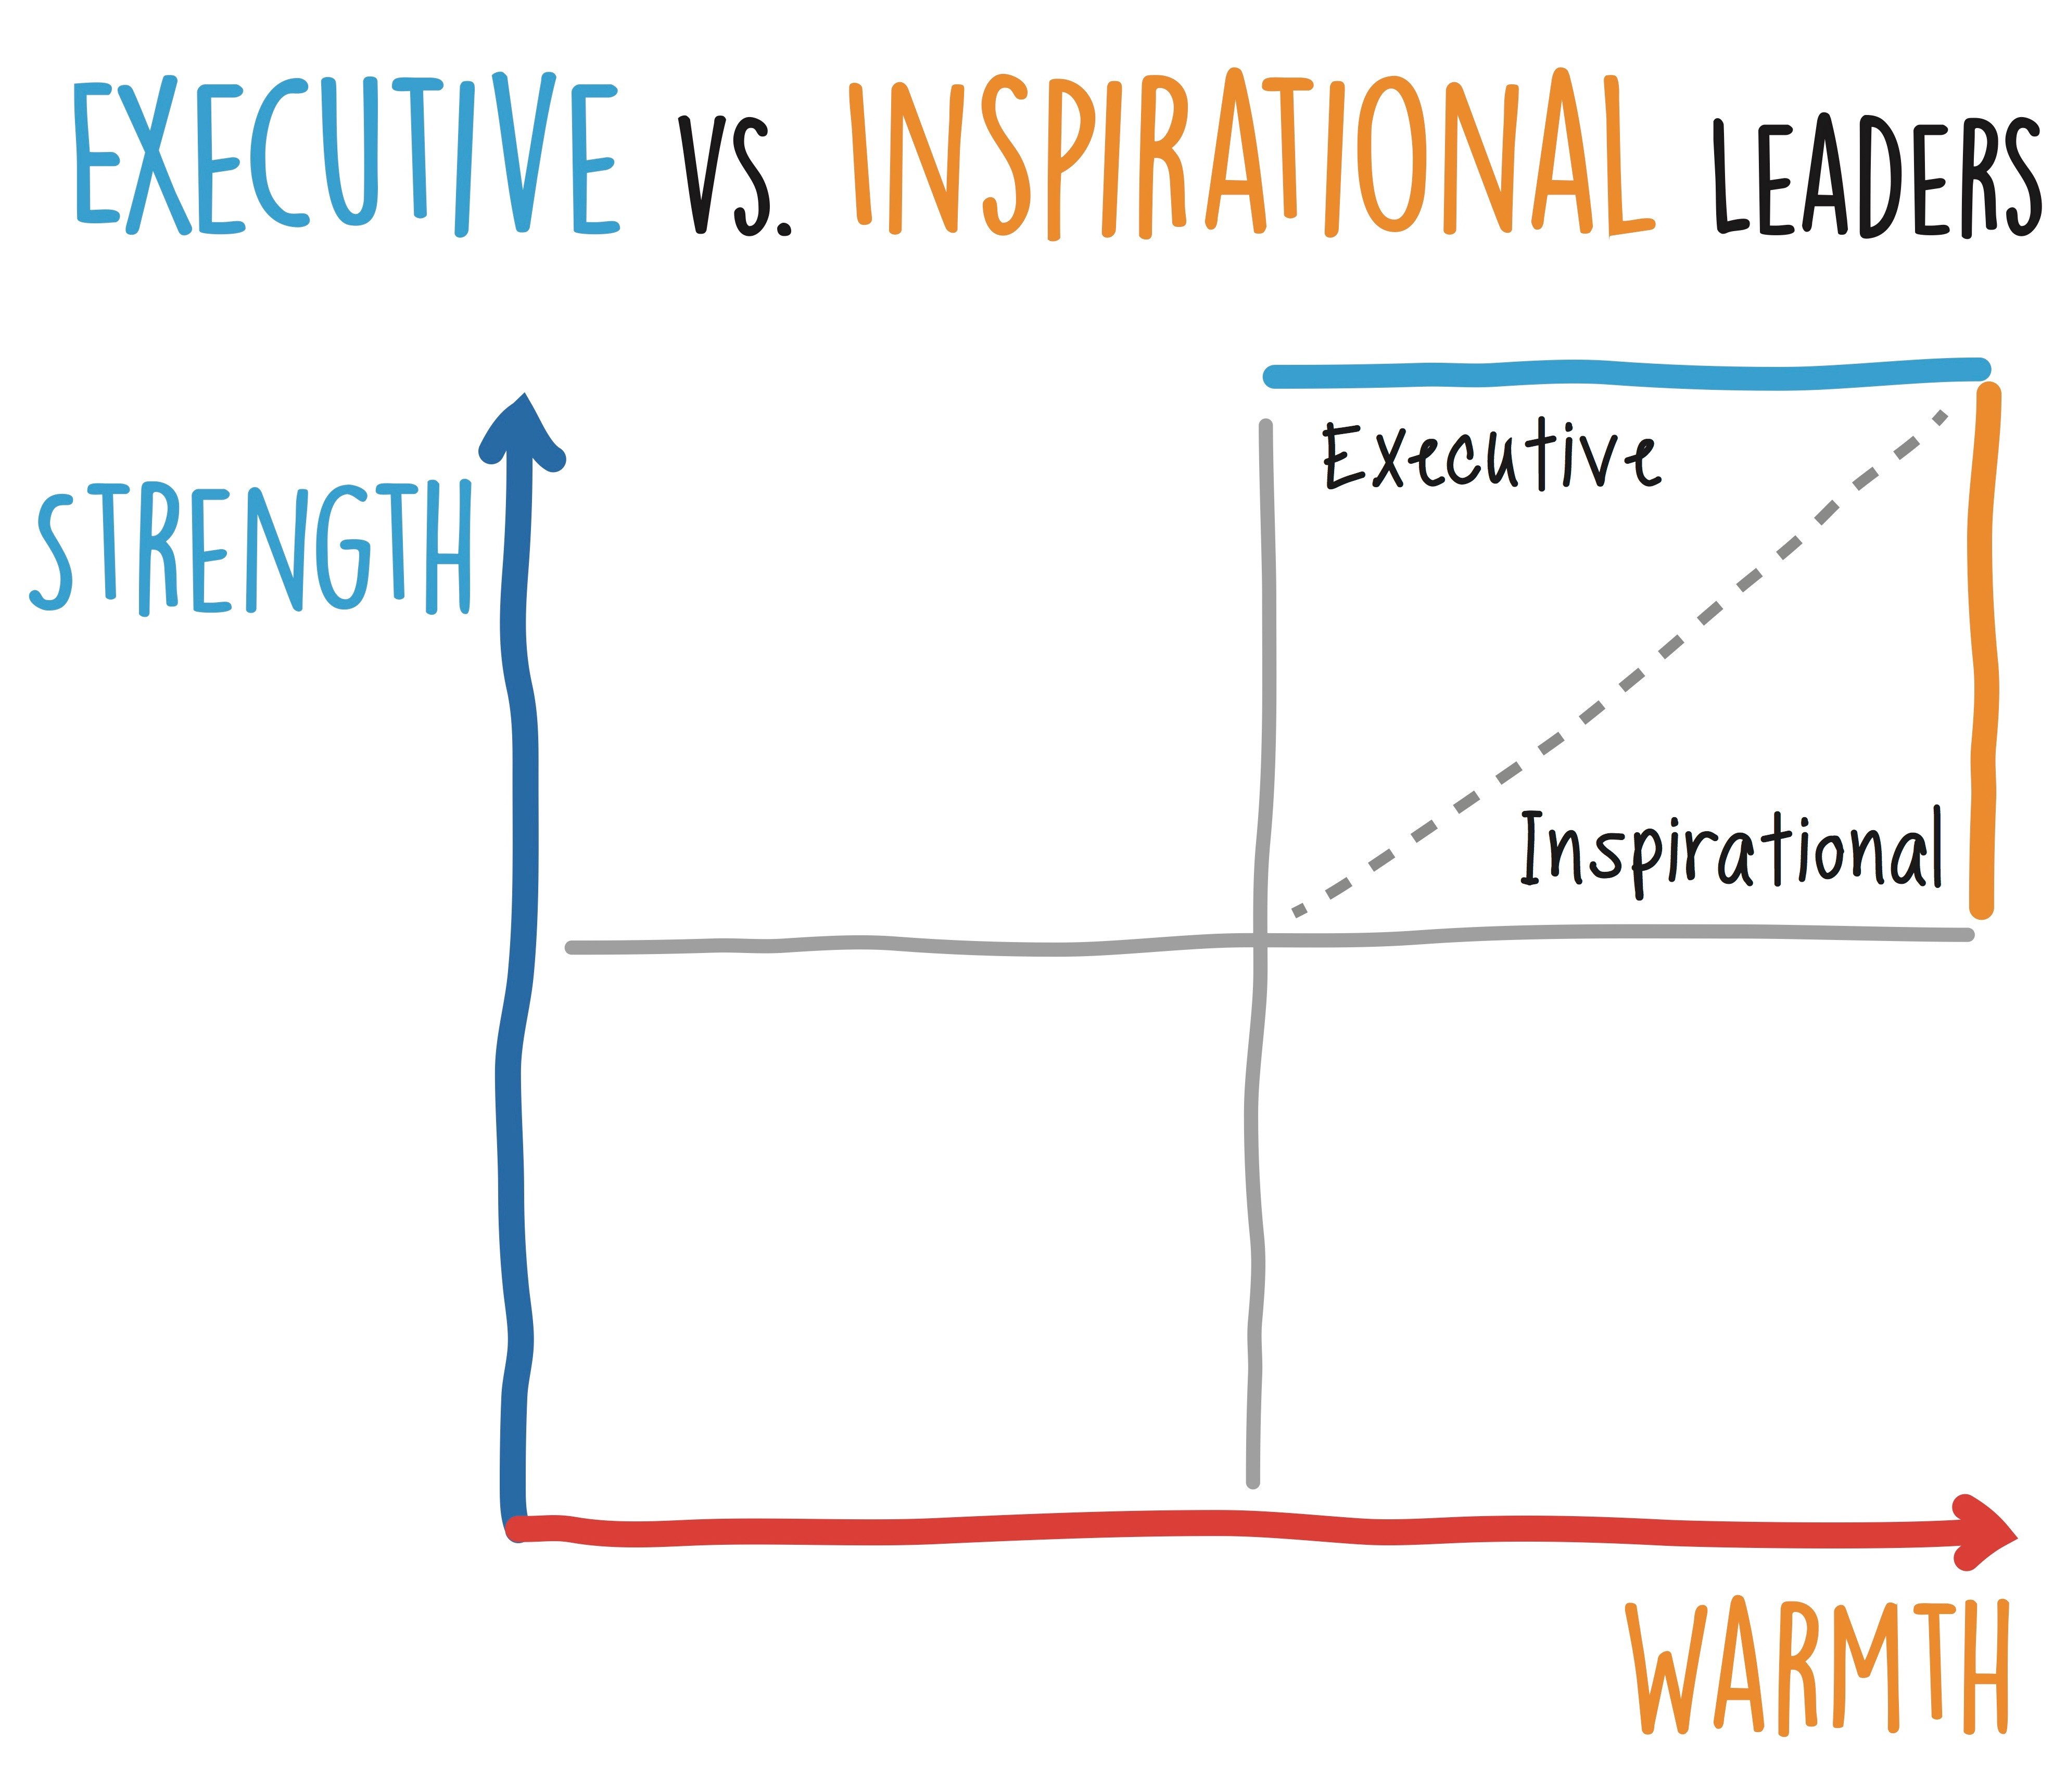 EXECUTIVE Vs. INSPIRATIONAL LEADERS
Executive
STRENGTH
Inspirational
WARMTH